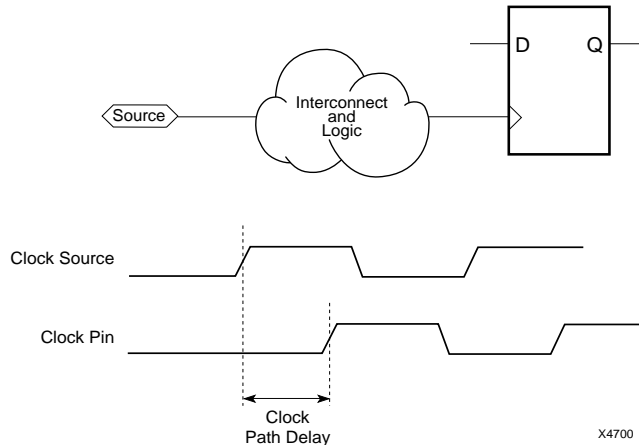 D Q
Interconnect
and
Logic
Source
Clock Source
Clock Pin
Clock
Path Delay
X4700